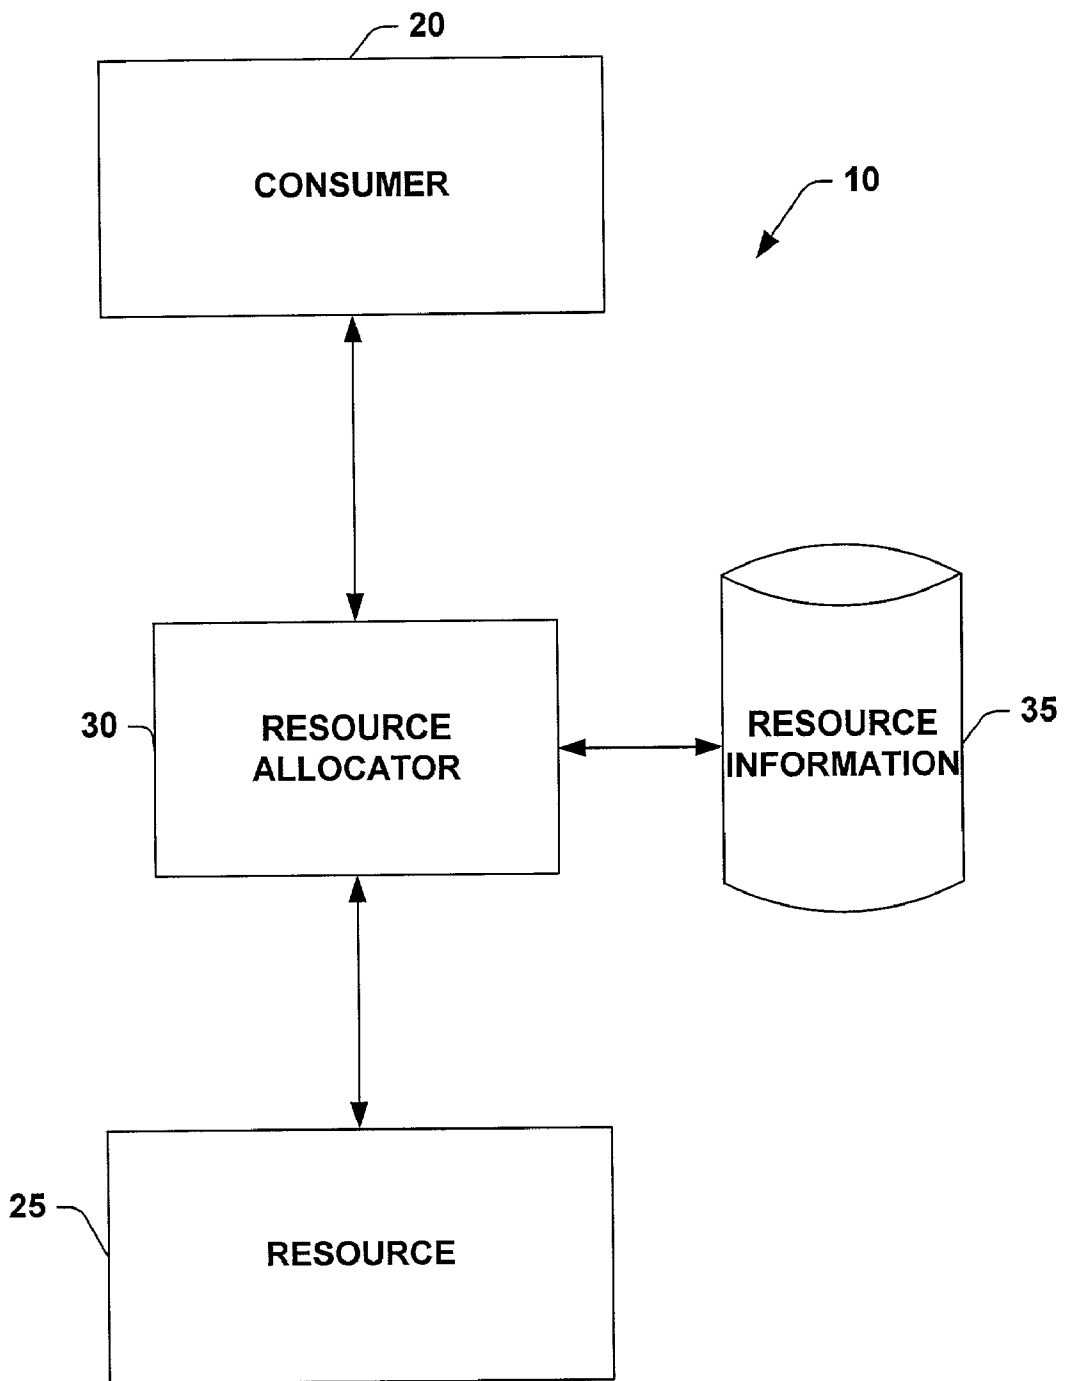 20
CONSUMER
10
30
RESOURCE
ALLOCATOR
RESOURCE
INFORMATION
35
25
RESOURCE